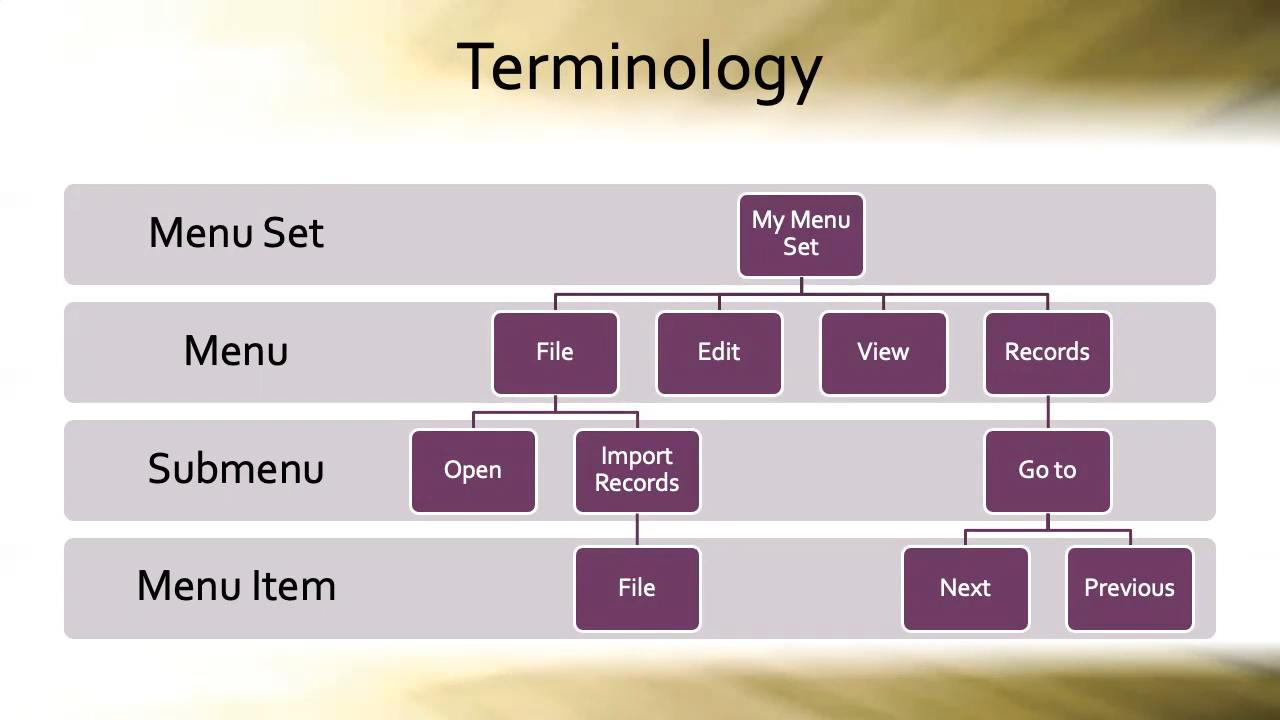 Terminology
Menu Set
My Menu
Set
Menu
File
Edit
View
Records
Submenu
Open
Import
Records
Go to
Menu Item
File
Next
Previous